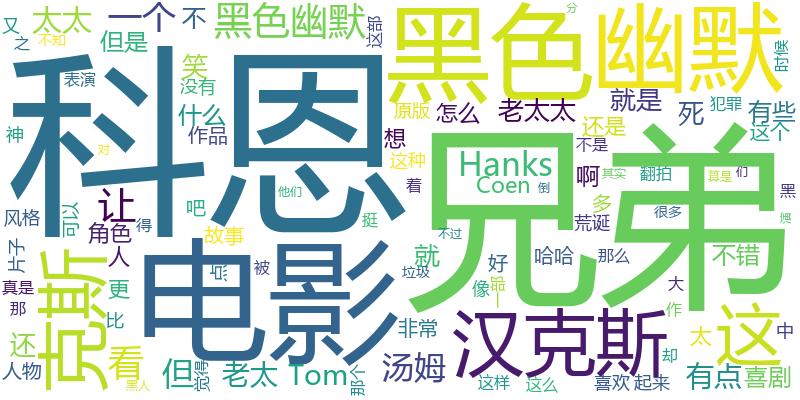 又
太太
一个
不
黑色幽默
这部
分
之
不知
但是
笑
黑色
幽默
时候
表演
没有
科恩
什么
原版
怎么
老太太
就是
死
犯罪
有些
神
作品
想
还是
这个
对
这种
Hanks
不是
啊
翻拍
其实
算是
们
他们
着
Coen
倒
多
很多
黑
风格
可以
让
得
吧
挺
兄弟
荒诞
演
角色
故事
不过
片子
人
就
好
哈哈
那么
不错
克斯
电影
点
被
垃圾
像
一部
大
真是
那
更
作
这
比
非常
汉克斯
太
中
还
看
却
人物
黑人
但
觉得
老太
Tom
那个
汤姆
这样
这么
喜欢
起来
有点
喜剧